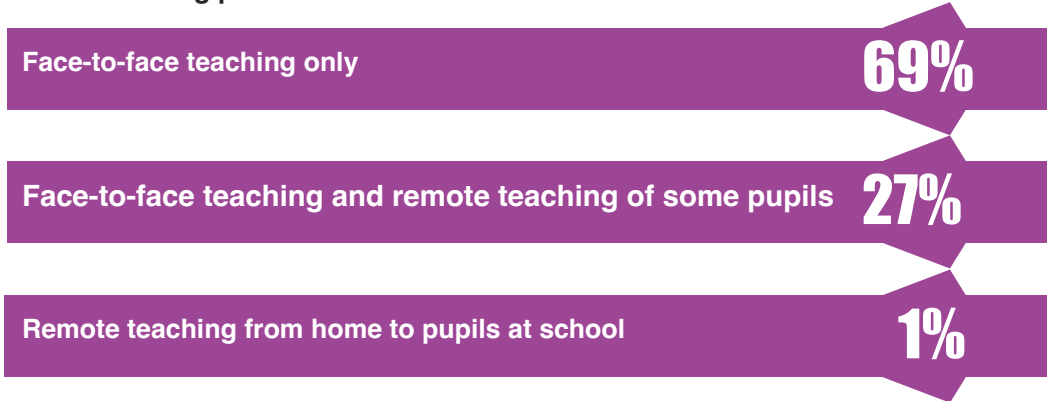 Face-to-face teaching only
69%
Face-to-face teaching and remote teaching of some pupils
27%
Remote teaching from home to pupils at school
1%